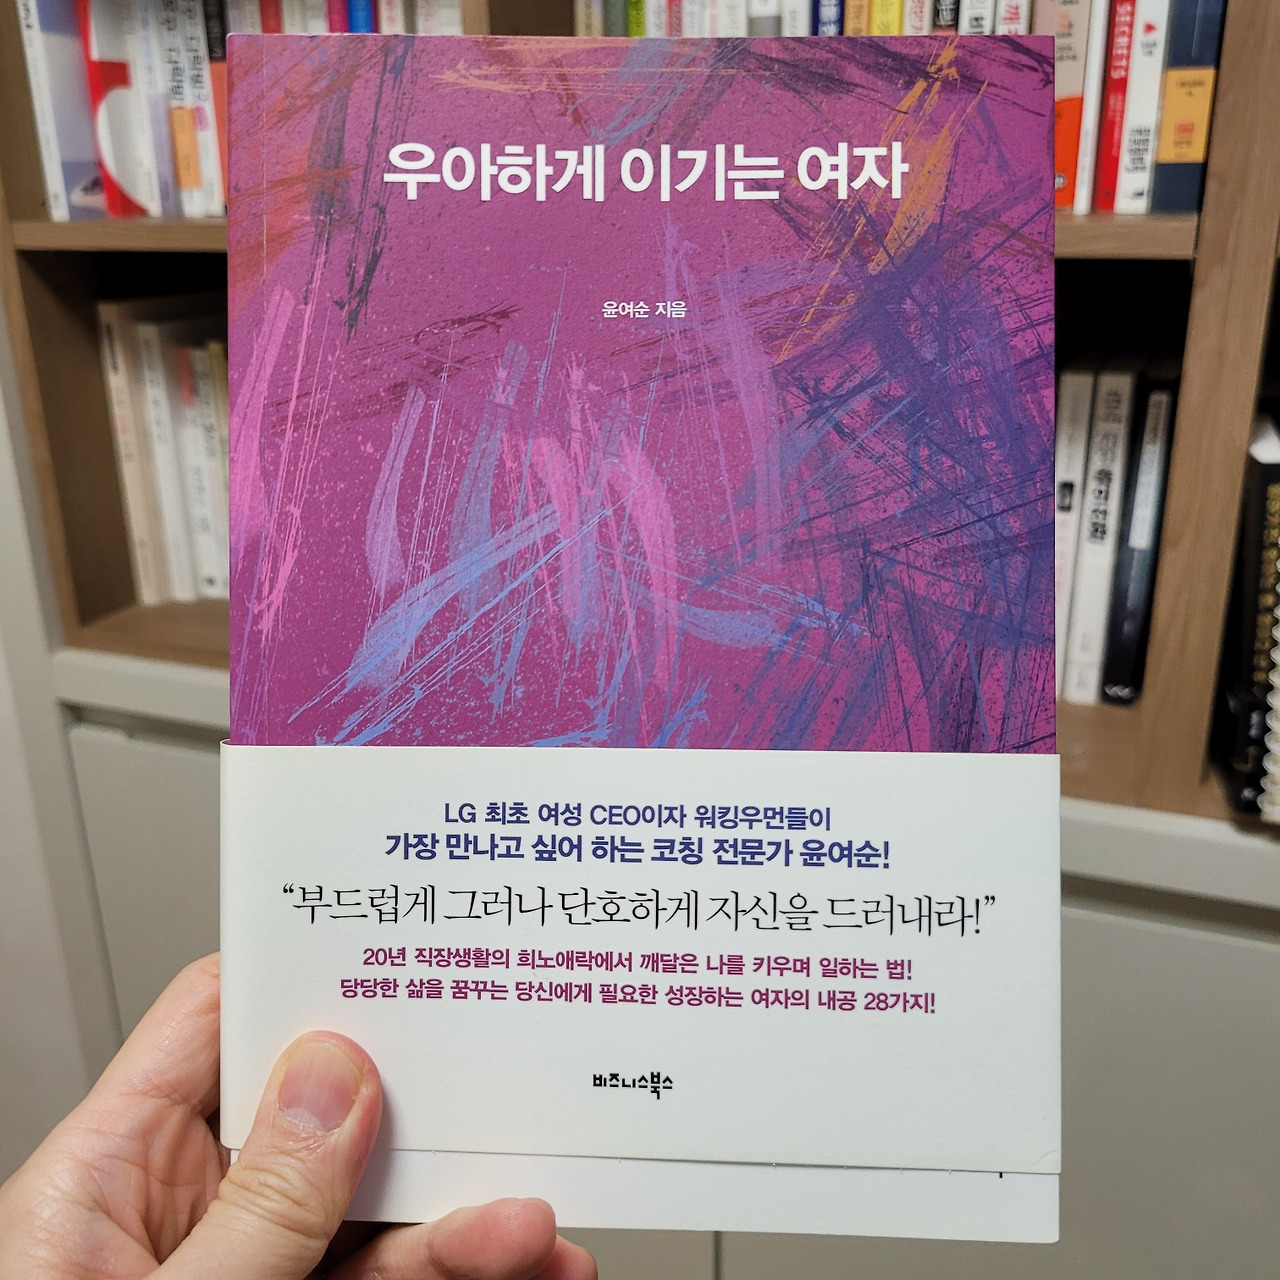 우아하게 이기는 여자
윤여순 지음
LG 최초 여성 CEO이자 워킹우먼들이
가장 만나고 싶어 하는 코칭 전문가 윤여순!
“부드럽게 그러나 단호하게 자신을 드러내라!”
20년 직장생활의 희노애락에서 깨달은 나를 키우며 일하는 법!
당당한 삶을 꿈꾸는 당신에게 필요한 성장하는 여자의 내공 28가지!
비즈니스북스
SECRETS